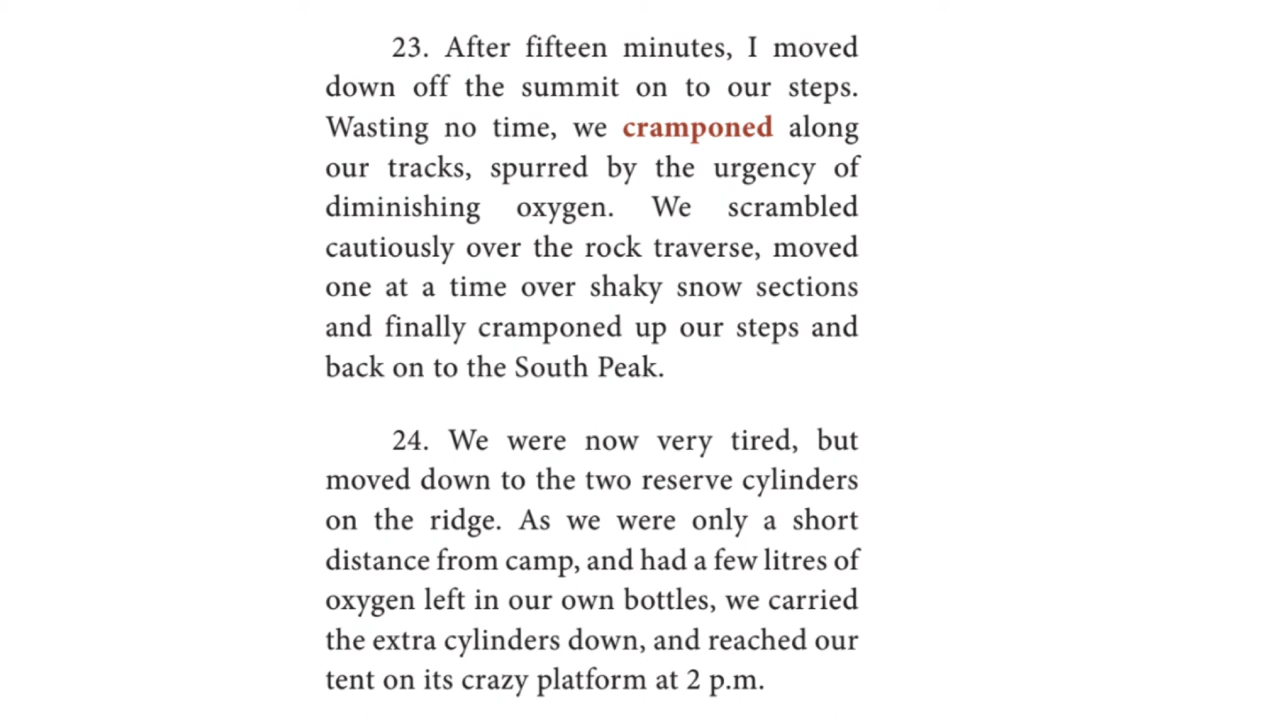 23. After fifteen minutes, I moved
down off the summit on to our steps.
Wasting no time, we cramponed along
our tracks, spurred by the urgency of
diminishing oxygen. We scrambled
cautiously over the rock traverse, moved
one at a time over shaky snow sections
and finally cramponed up our steps and
back on to the South Peak.
24. We were now very tired, but
moved down to the two reserve cylinders
on the ridge. As we were only a short
distance from camp, and had a few litres of
oxygen left in our own bottles, we carried
the extra cylinders down, and reached our
tent on its crazy platform at 2 p.m.